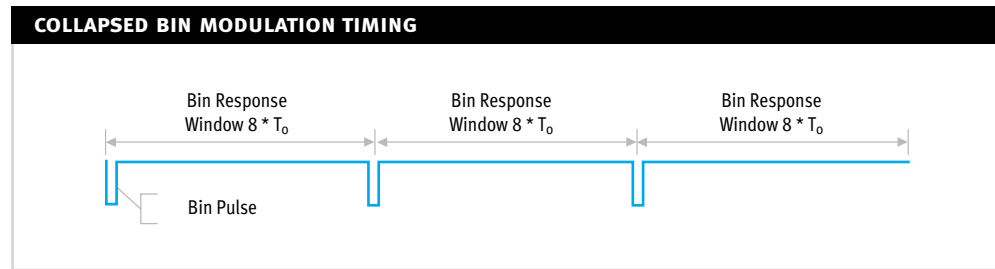 COLLAPSED BIN MODULATION TIMING
Bin Response
Window 8 * To
Bin Response
Window 8 * To
Bin Response
Window 8 * To
Bin Pulse